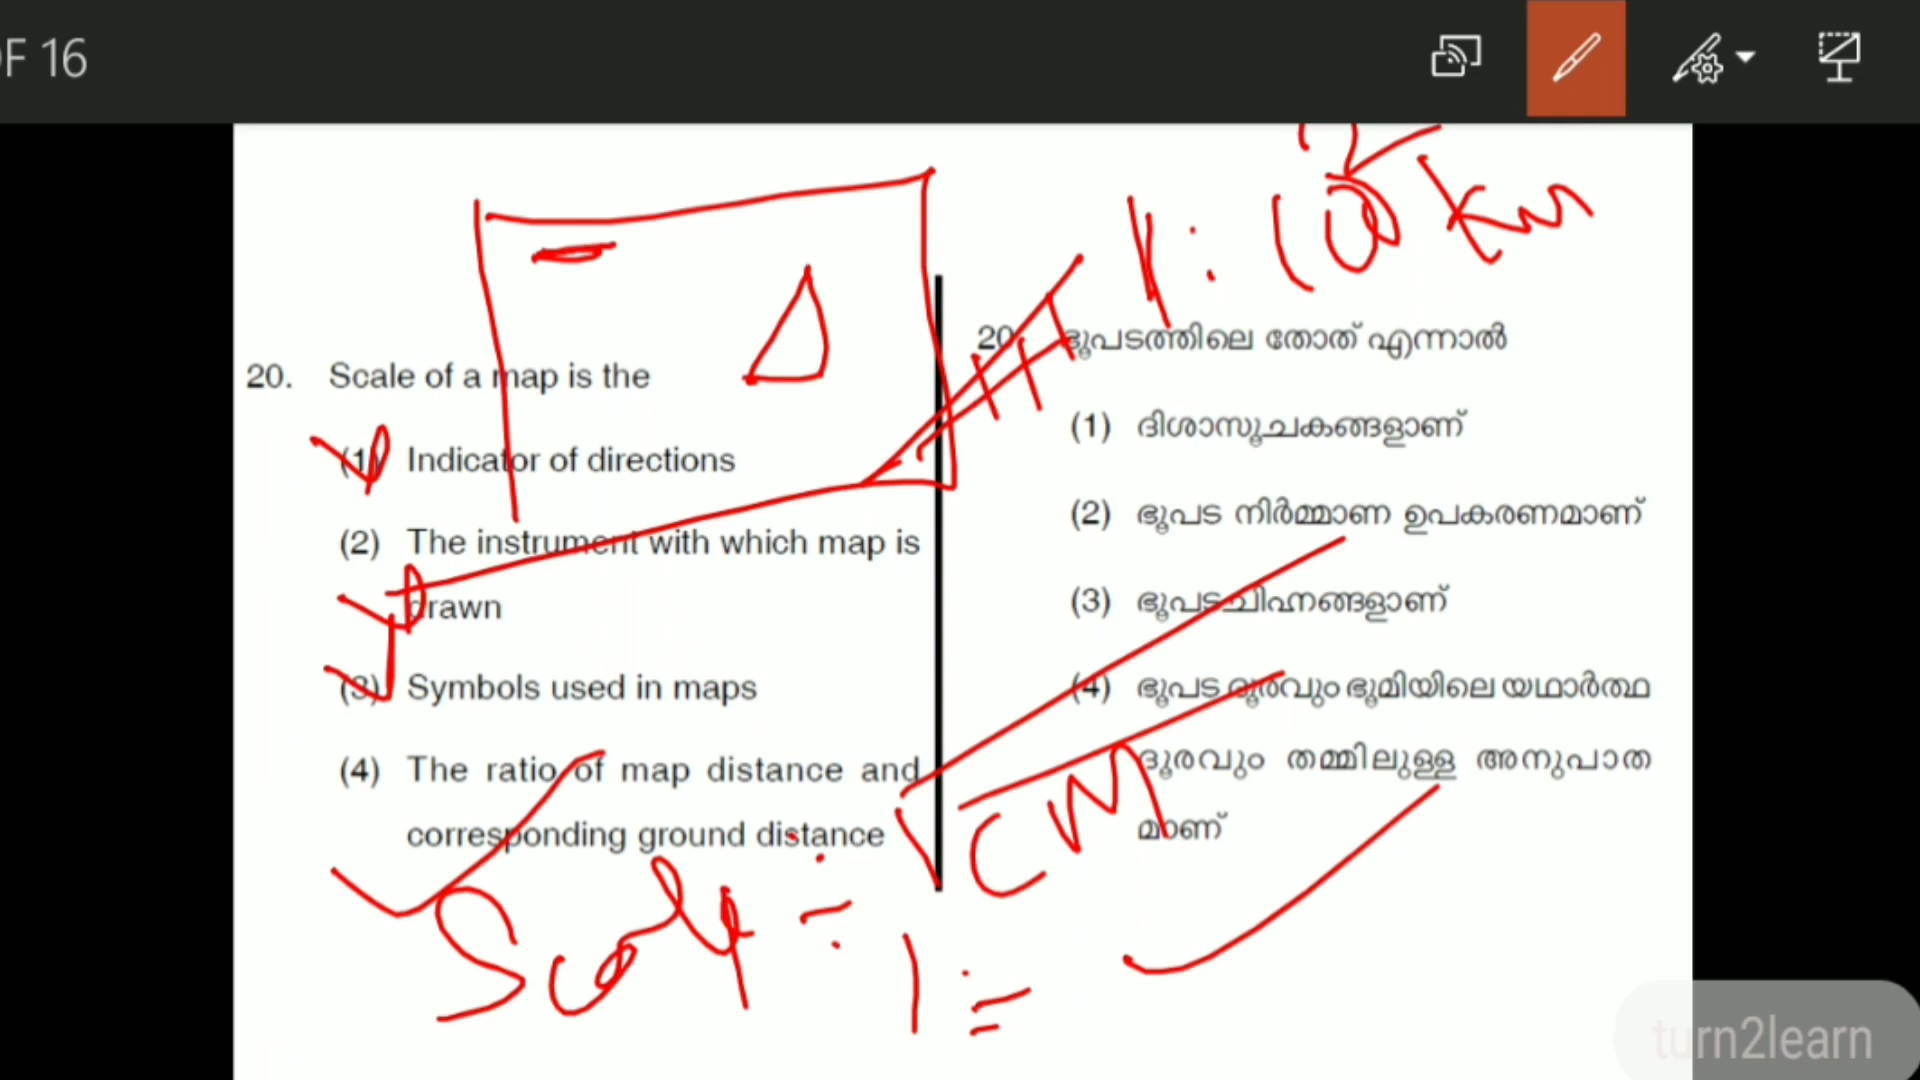 F 16
1: 10 km
20. Scale of a map is the
(1) Indicator of directions
(2) The instrument with which map is
drawn
(3) Symbols used in maps
(4) The ratio of map distance and
corresponding ground distance
20. ഭൂപടത്തിലെ തോത് എന്നാൽ
(1) ദിശാസൂചകങ്ങളാണ്
(2) ഭൂപട നിർമ്മാണ ഉപകരണമാണ്
(3) ഭൂപടചിഹ്നങ്ങളാണ്
(4) ഭൂപട ദൂരവും ഭൂമിയിലെ യഥാർത്ഥ
ദൂരവും തമ്മിലുള്ള അനുപാത
മാണ്
CM
Scale
turn2learn